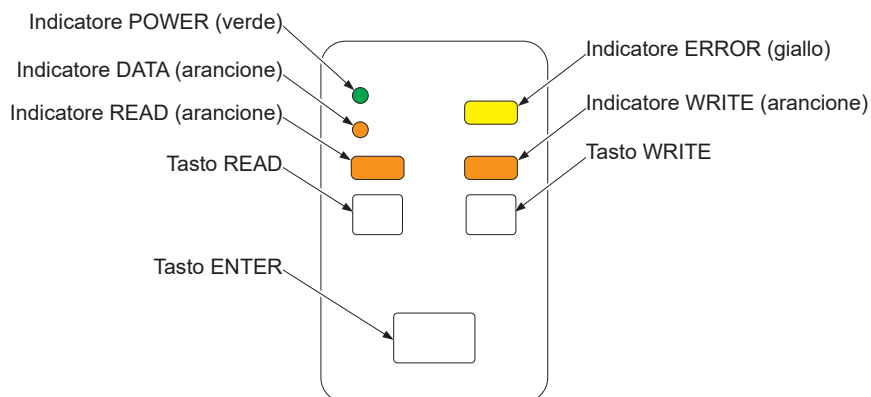 Indicatore POWER (verde)
Indicatore DATA (arancione)
Indicatore READ (arancione)
Tasto READ
Tasto ENTER
Indicatore ERROR (giallo)
Indicatore WRITE (arancione)
Tasto WRITE